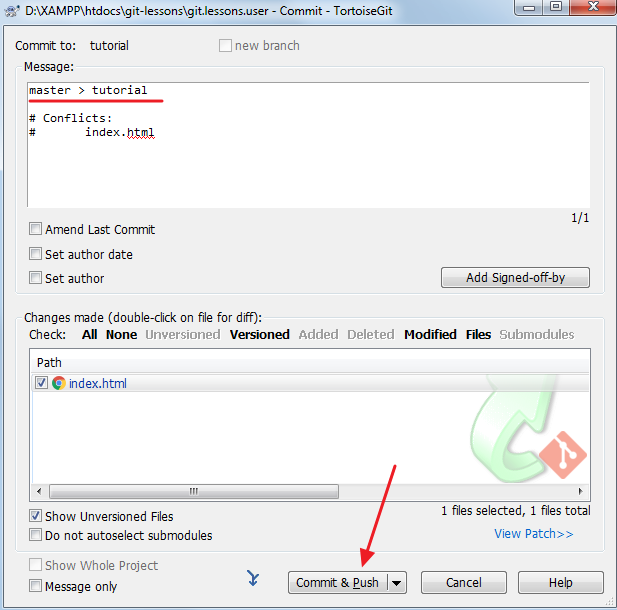 D:\XAMPP\htdocs\git-lessons\git.lessons.user - Commit - TortoiseGit
Commit to: tutorial new branch
Message:
master > tutorial
# Conflicts:
# index.html
1/1
Amend Last Commit
Set author date
Set author
Add Signed-off-by
Changes made (double-click on file for diff):
Check: All None Unversioned Versioned Added Deleted Modified Files Submodules
Path
index.html
Show Unversioned Files
1 files selected, 1 files total
Do not autoselect submodules
View Patch>>
Show Whole Project
Message only
Commit & Push
Cancel
Help